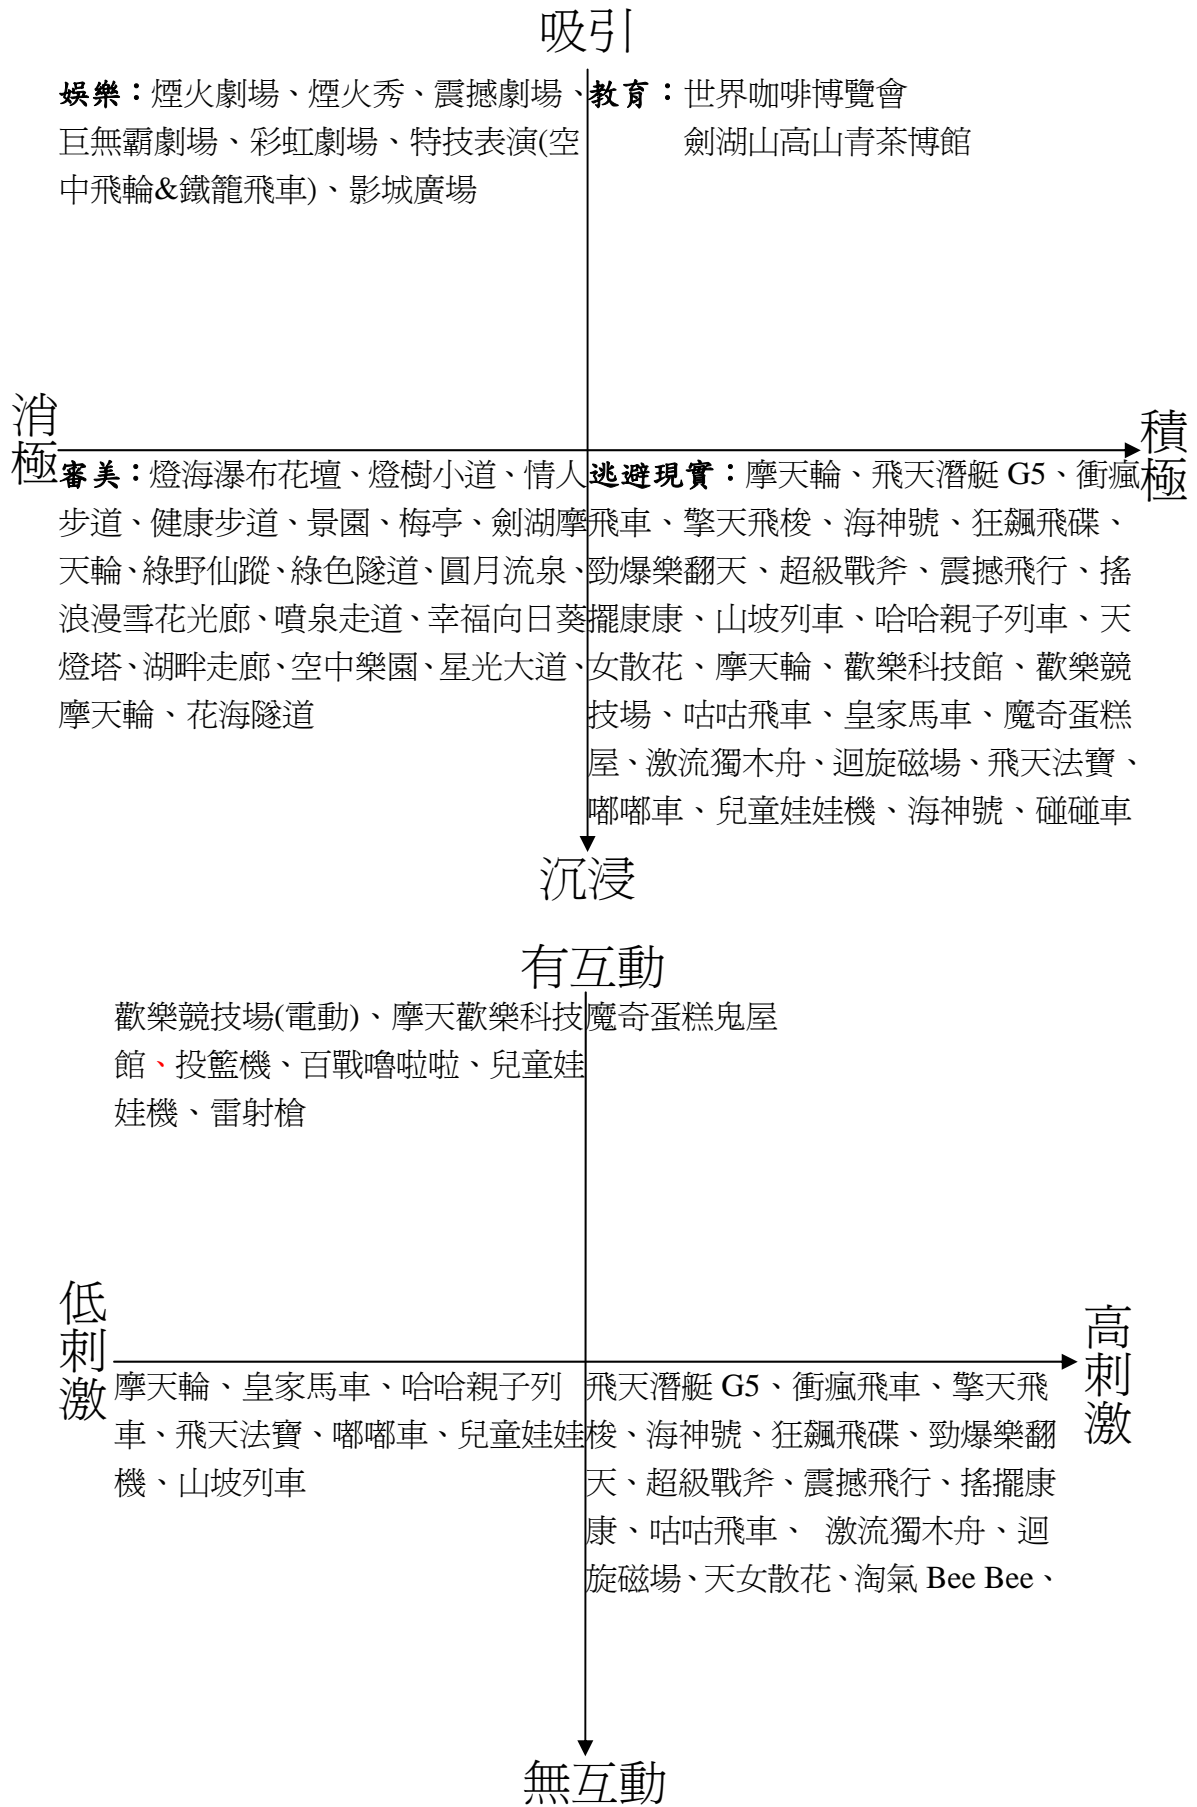 吸引
娛樂：煙火劇場、煙火秀、震撼劇場、
巨無霸劇場、彩虹劇場、特技表演(空
中飛輪&鐵籠飛車)、影城廣場
教育：世界咖啡博覽會
劍湖山高山青茶博館
消極
積極
審美：燈海瀑布花壇、燈樹小道、情人
步道、健康步道、景園、梅亭、劍湖摩
天輪、綠野仙蹤、綠色隧道、圓月流泉、
浪漫雪花光廊、噴泉走道、幸福向日葵
燈塔、湖畔走廊、空中樂園、星光大道、
摩天輪、花海隧道
逃避現實：摩天輪、飛天潛艇 G5、衝瘋
飛車、擎天飛梭、海神號、狂飆飛碟、
勁爆樂翻天、超級戰斧、震撼飛行、搖
擺康康、山坡列車、哈哈親子列車、天
女散花、摩天輪、歡樂科技館、歡樂競
技場、咕咕飛車、皇家馬車、魔奇蛋糕
屋、激流獨木舟、迴旋磁場、飛天法寶、
嘟嘟車、兒童娃娃機、海神號、碰碰車
沉浸
有互動
歡樂競技場(電動)、摩天歡樂科技
館、投籃機、百戰嚕啦啦、兒童娃
娃機、雷射槍
魔奇蛋糕鬼屋
低刺激
高刺激
摩天輪、皇家馬車、哈哈親子列
車、飛天法寶、嘟嘟車、兒童娃娃
機、山坡列車
飛天潛艇 G5、衝瘋飛車、擎天飛
梭、海神號、狂飆飛碟、勁爆樂翻
天、超級戰斧、震撼飛行、搖擺康
康、咕咕飛車、 激流獨木舟、迴
旋磁場、天女散花、淘氣 Bee Bee、
無互動